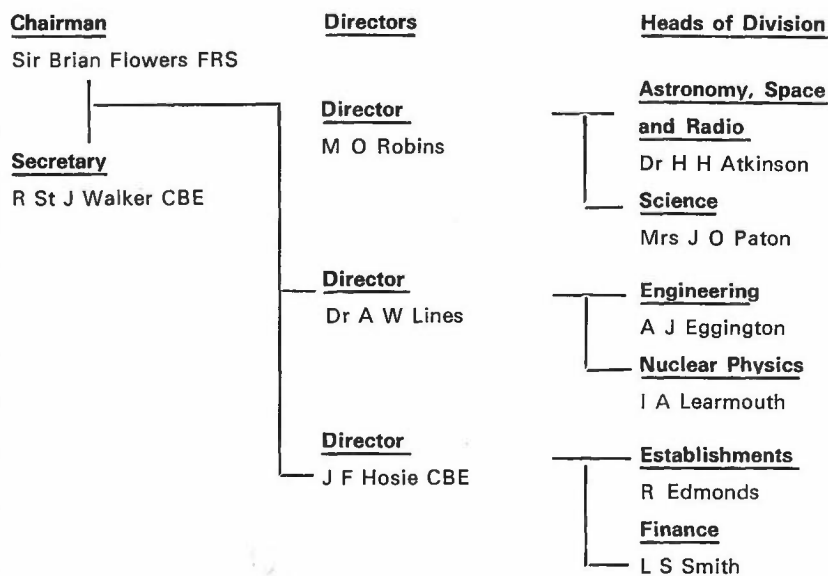 Chairman
Sir Brian Flowers FRS
Secretary
R St J Walker CBE
Directors
Director
M O Robins
Director
Dr A W Lines
Director
J F Hosie CBE
Heads of Division
Astronomy, Space
and Radio
Dr H H Atkinson
Science
Mrs J O Paton
Engineering
A J Eggington
Nuclear Physics
I A Learmouth
Establishments
R Edmonds
Finance
L S Smith